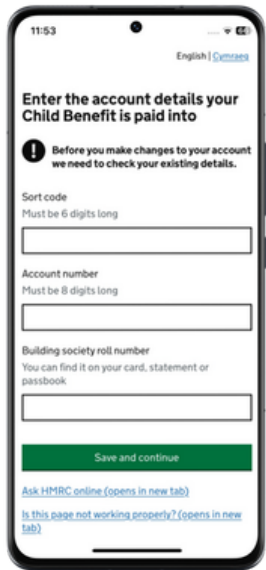 11:53
English | Cymraeg
Enter the account details your
Child Benefit is paid into
! Before you make changes to your account
we need to check your existing details.
Sort code
Must be 6 digits long
Account number
Must be 8 digits long
Building society roll number
You can find it on your card, statement or
passbook
Save and continue
Ask HMRC online (opens in new tab)
Is this page not working properly? (opens in new
tab)